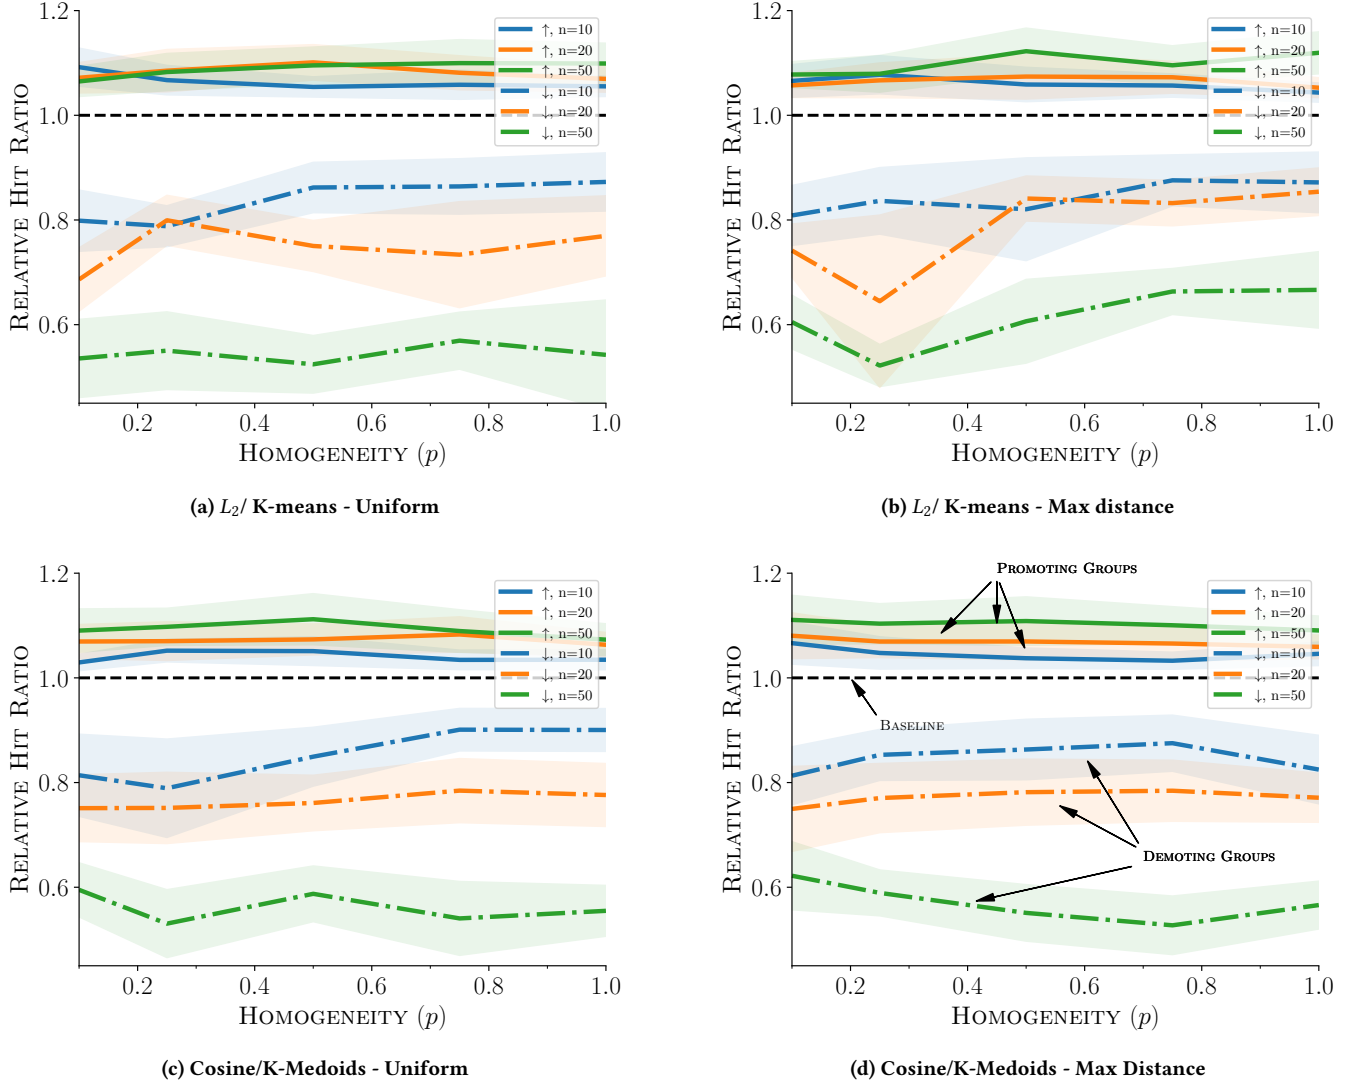 1.2
1.0
0.8
0.6
Relative Hit Ratio
↑, n=10
↑, n=20
↑, n=50
↓, n=10
↓, n=20
↓, n=50
0.2 0.4 0.6 0.8 1.0
Homogeneity (p)
(a) L₂/ K-means - Uniform
1.2
1.0
0.8
0.6
Relative Hit Ratio
↑, n=10
↑, n=20
↑, n=50
↓, n=10
↓, n=20
↓, n=50
0.2 0.4 0.6 0.8 1.0
Homogeneity (p)
(b) L₂/ K-means - Max distance
1.2
1.0
0.8
0.6
Relative Hit Ratio
↑, n=10
↑, n=20
↑, n=50
↓, n=10
↓, n=20
↓, n=50
0.2 0.4 0.6 0.8 1.0
Homogeneity (p)
(c) Cosine/K-Medoids - Uniform
1.2
1.0
0.8
0.6
Relative Hit Ratio
Promoting Groups
↑, n=10
↑, n=20
↑, n=50
↓, n=10
↓, n=20
↓, n=50
Baseline
Demoting Groups
0.2 0.4 0.6 0.8 1.0
Homogeneity (p)
(d) Cosine/K-Medoids - Max Distance